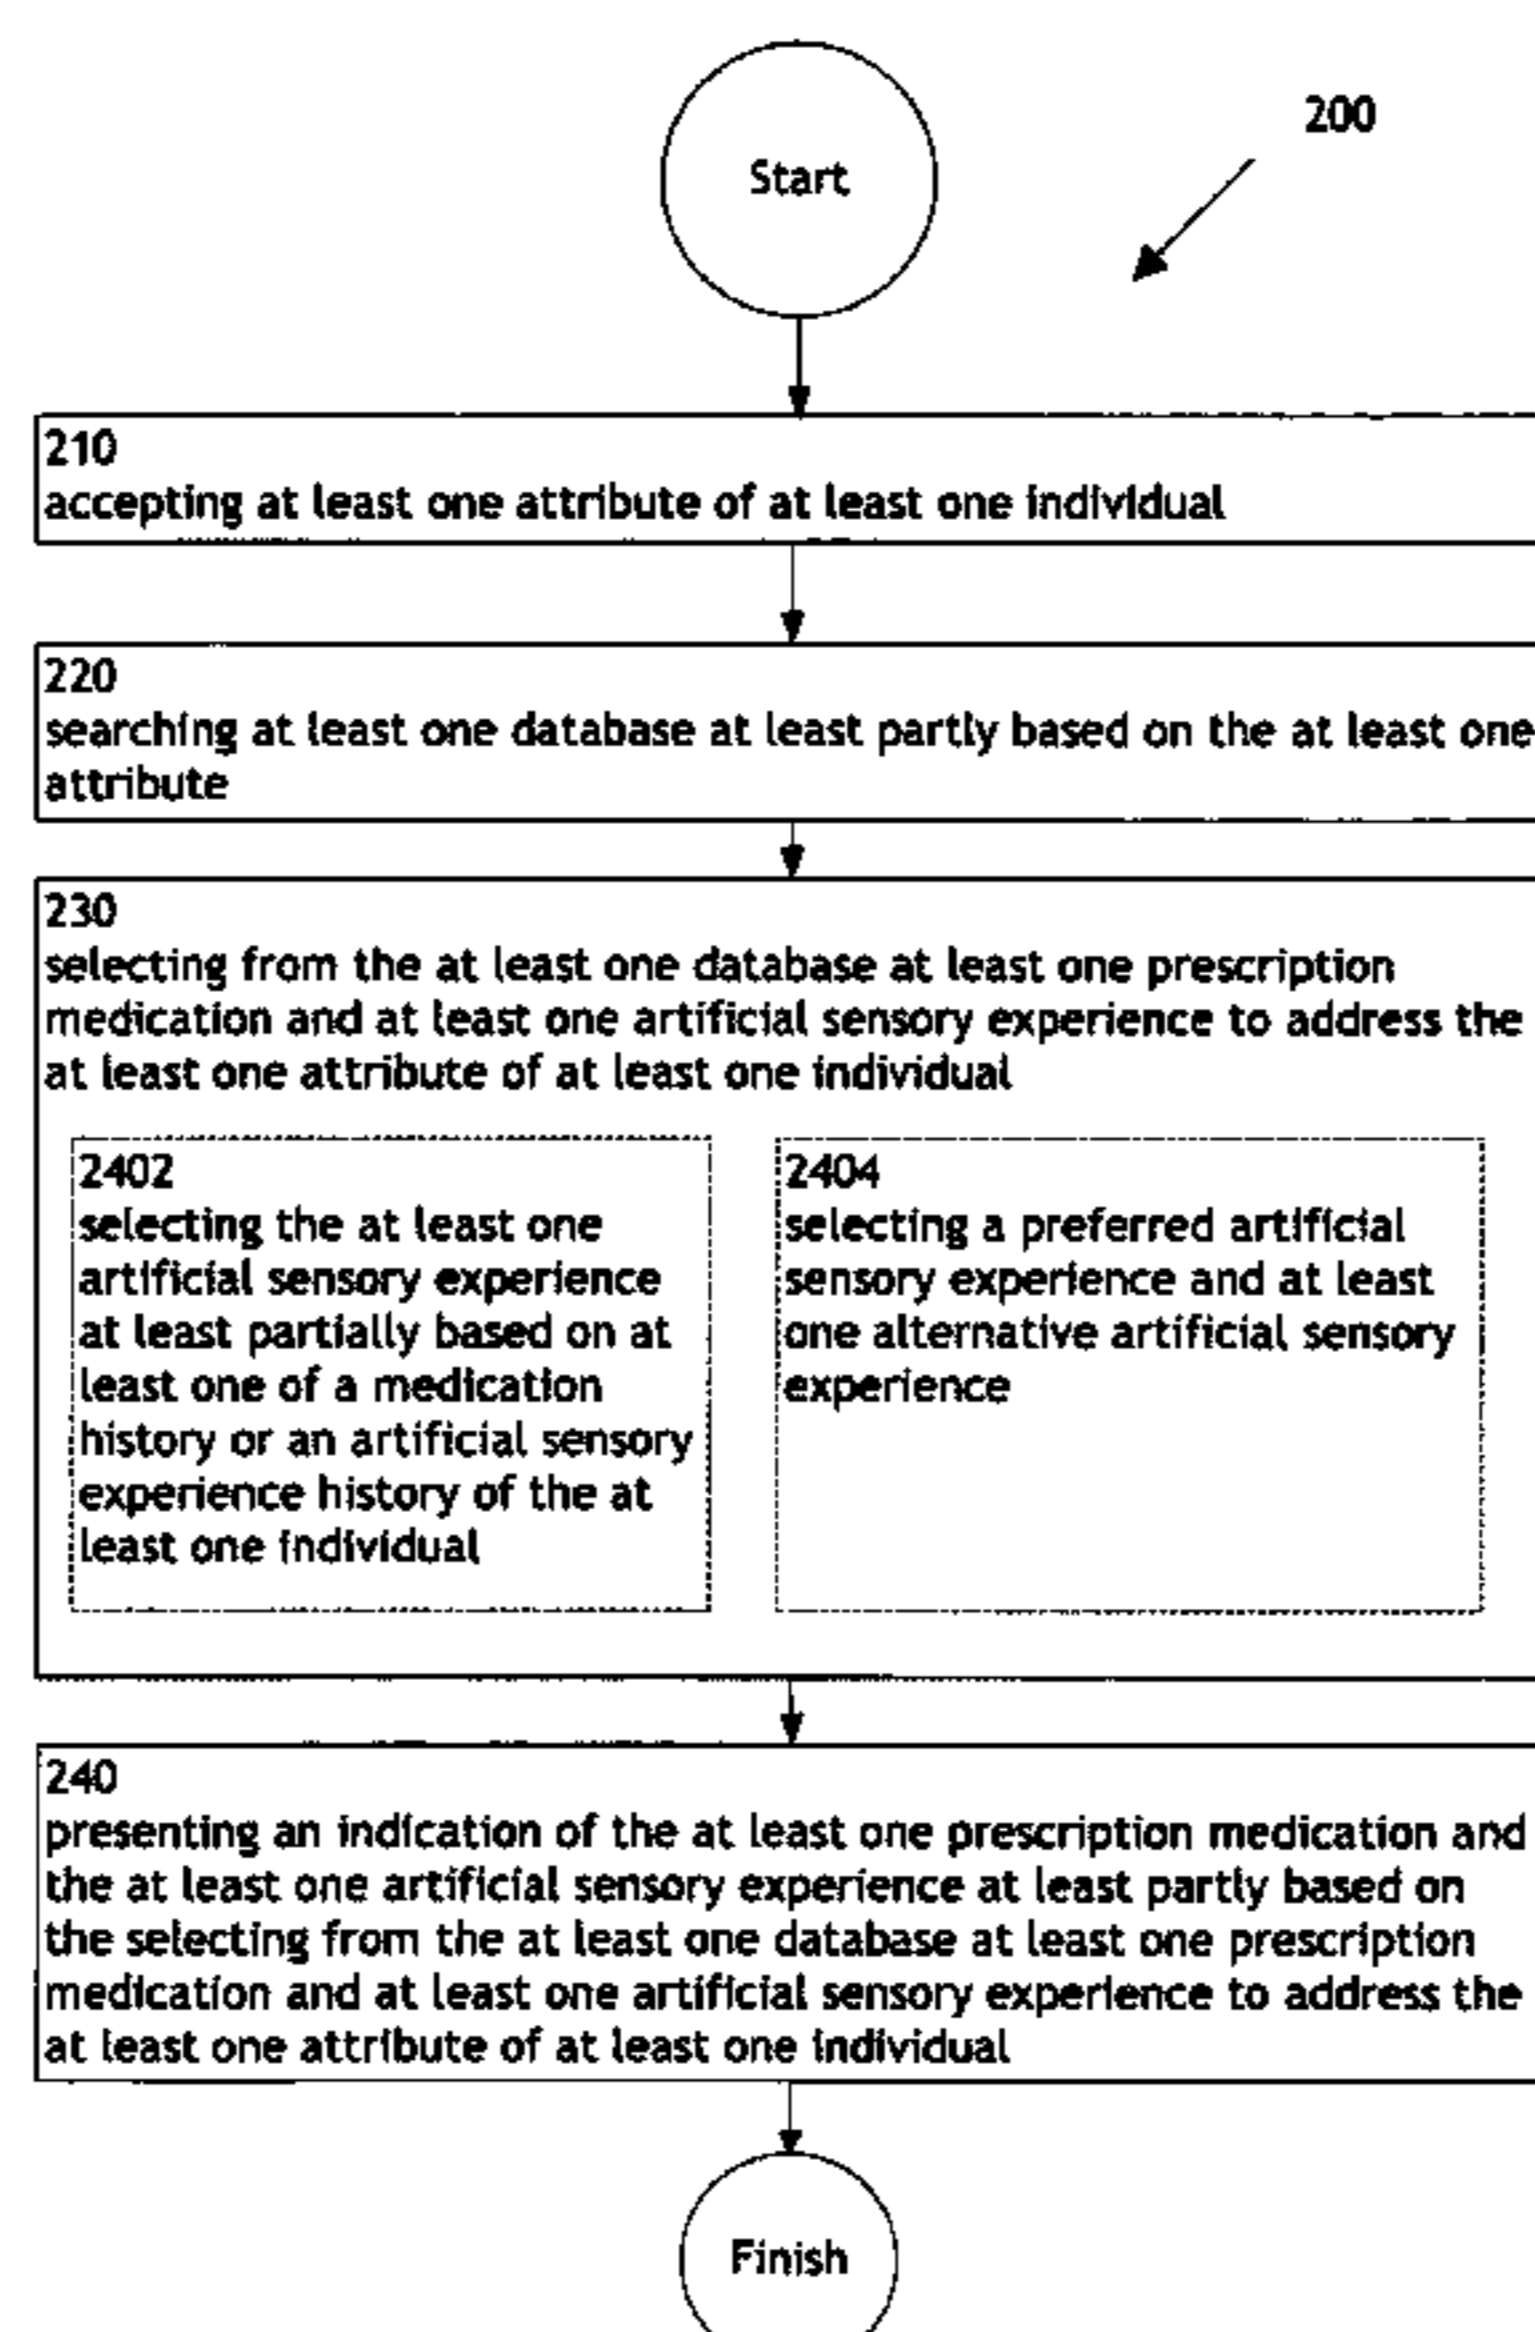 200
Start
210
accepting at least one attribute of at least one individual
220
searching at least one database at least partly based on the at least one
attribute
230
selecting from the at least one database at least one prescription
medication and at least one artificial sensory experience to address the
at least one attribute of at least one individual
2402
selecting the at least one
artificial sensory experience
at least partially based on at
least one of a medication
history or an artificial sensory
experience history of the at
least one individual
2404
selecting a preferred artificial
sensory experience and at least
one alternative artificial sensory
experience
240
presenting an indication of the at least one prescription medication and
the at least one artificial sensory experience at least partly based on
the selecting from the at least one database at least one prescription
medication and at least one artificial sensory experience to address the
at least one attribute of at least one individual
Finish